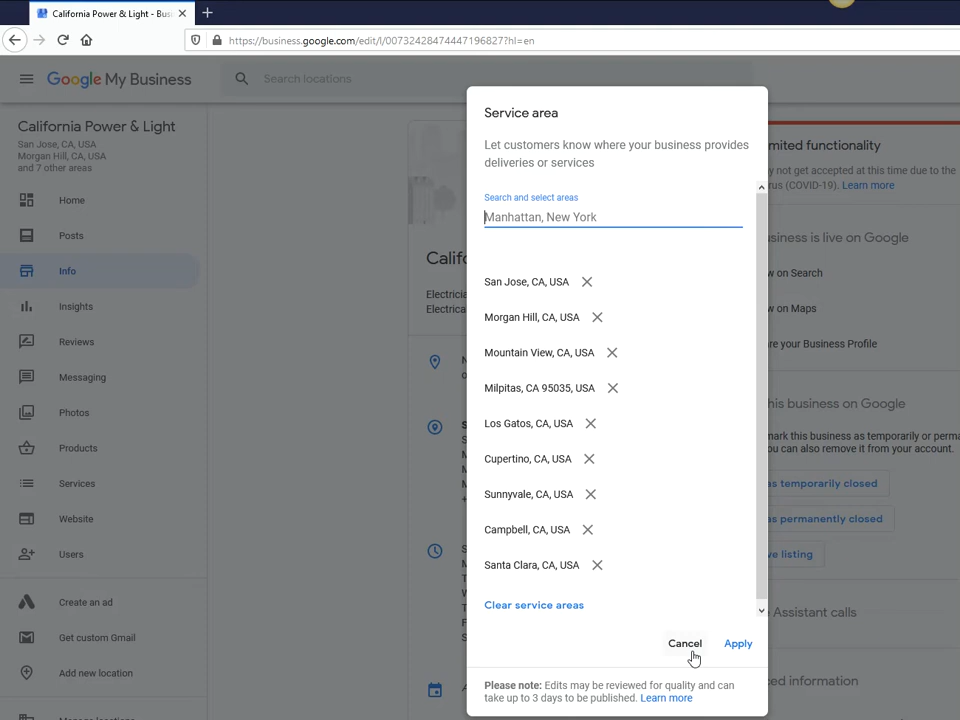 California Power & Light - Busi
https://business.google.com/edit/l/00732428474447196827?hl=en
Google My Business
Search locations
California Power & Light
San Jose, CA, USA
Morgan Hill, CA, USA
and 7 other areas
Home
Posts
Info
Insights
Reviews
Messaging
Photos
Products
Services
Website
Users
Create an ad
Get custom Gmail
Add new location
Calif
Electricia
Electrica
Service area
Let customers know where your business provides
deliveries or services
Search and select areas
Manhattan, New York
San Jose, CA, USA
Morgan Hill, CA, USA
Mountain View, CA, USA
Milpitas, CA 95035, USA
Los Gatos, CA, USA
Cupertino, CA, USA
Sunnyvale, CA, USA
Campbell, CA, USA
Santa Clara, CA, USA
Clear service areas
Cancel
Apply
Please note: Edits may be reviewed for quality and can
take up to 3 days to be published. Learn more
mited functionality
y not get accepted at this time due to the
rus (COVID-19). Learn more
usiness is live on Google
w on Search
w on Maps
are your Business Profile
his business on Google
mark this business as temporarily or perma
ou can also remove it from your account.
as temporarily closed
as permanently closed
ve listing
Assistant calls
ced information